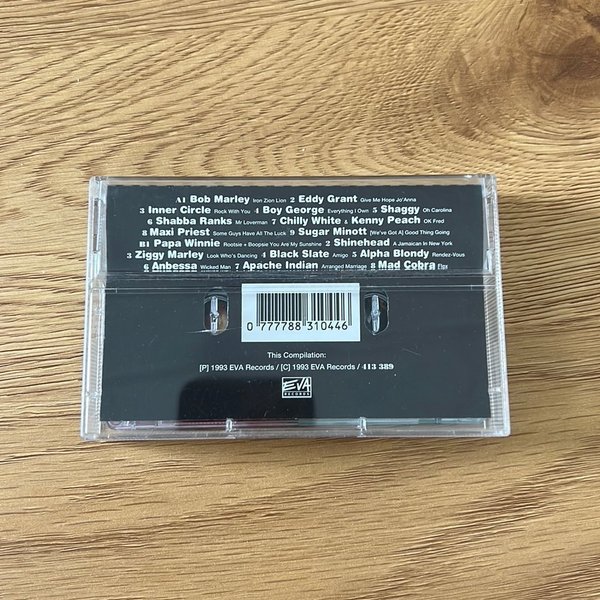 A1 Bob Marley Iron Zion Lion 2 Eddy Grant Give Me Hope Jo'Anna
3 Inner Circle Rock With You 4 Boy George Everything I Own 5 Shaggy Oh Carolina
6 Shabba Ranks Mr Loverman 7 Chilly White & Kenny Peach OK Fred
8 Maxi Priest Some Guys Have All The Luck 9 Sugar Minott [We've Got A] Good Thing Going
B1 Papa Winnie Rootsie + Boopsie You Are My Sunshine 2 Shinehead A Jamaican In New York
3 Ziggy Marley Look Who's Dancing 4 Black Slate Amigo 5 Alpha Blondy Rendez-Vous
6 Anbessa Wicked Man 7 Apache Indian Arranged Marriage 8 Mad Cobra Flex
0 777788 310446
This Compilation:
[P] 1993 EVA Records / [C] 1993 EVA Records / 413 389
EVA
RECORDS